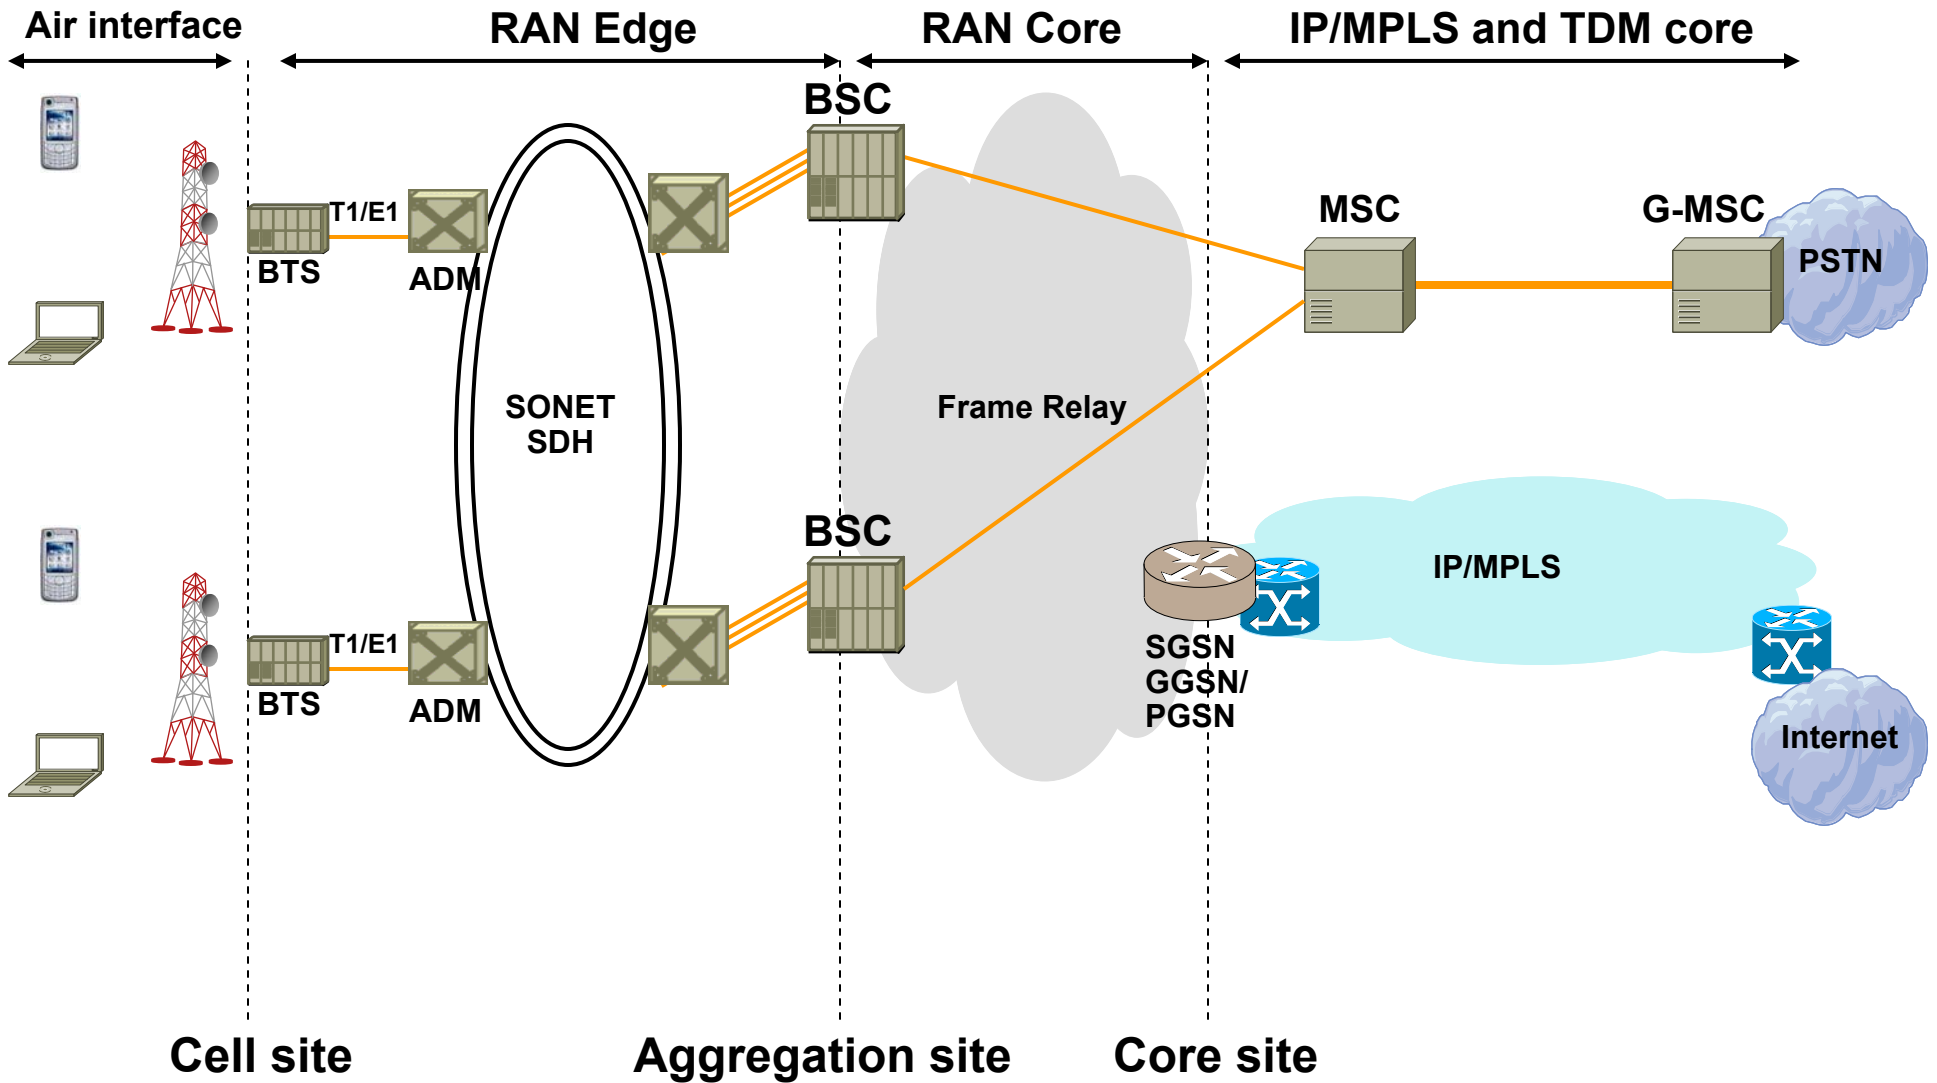 Air interface
RAN Edge
RAN Core
IP/MPLS and TDM core
BSC
T1/E1
BTS
ADM
MSC
G-MSC
PSTN
SONET
SDH
Frame Relay
BSC
IP/MPLS
T1/E1
BTS
ADM
SGSN
GGSN/
PGSN
Internet
Cell site
Aggregation site
Core site